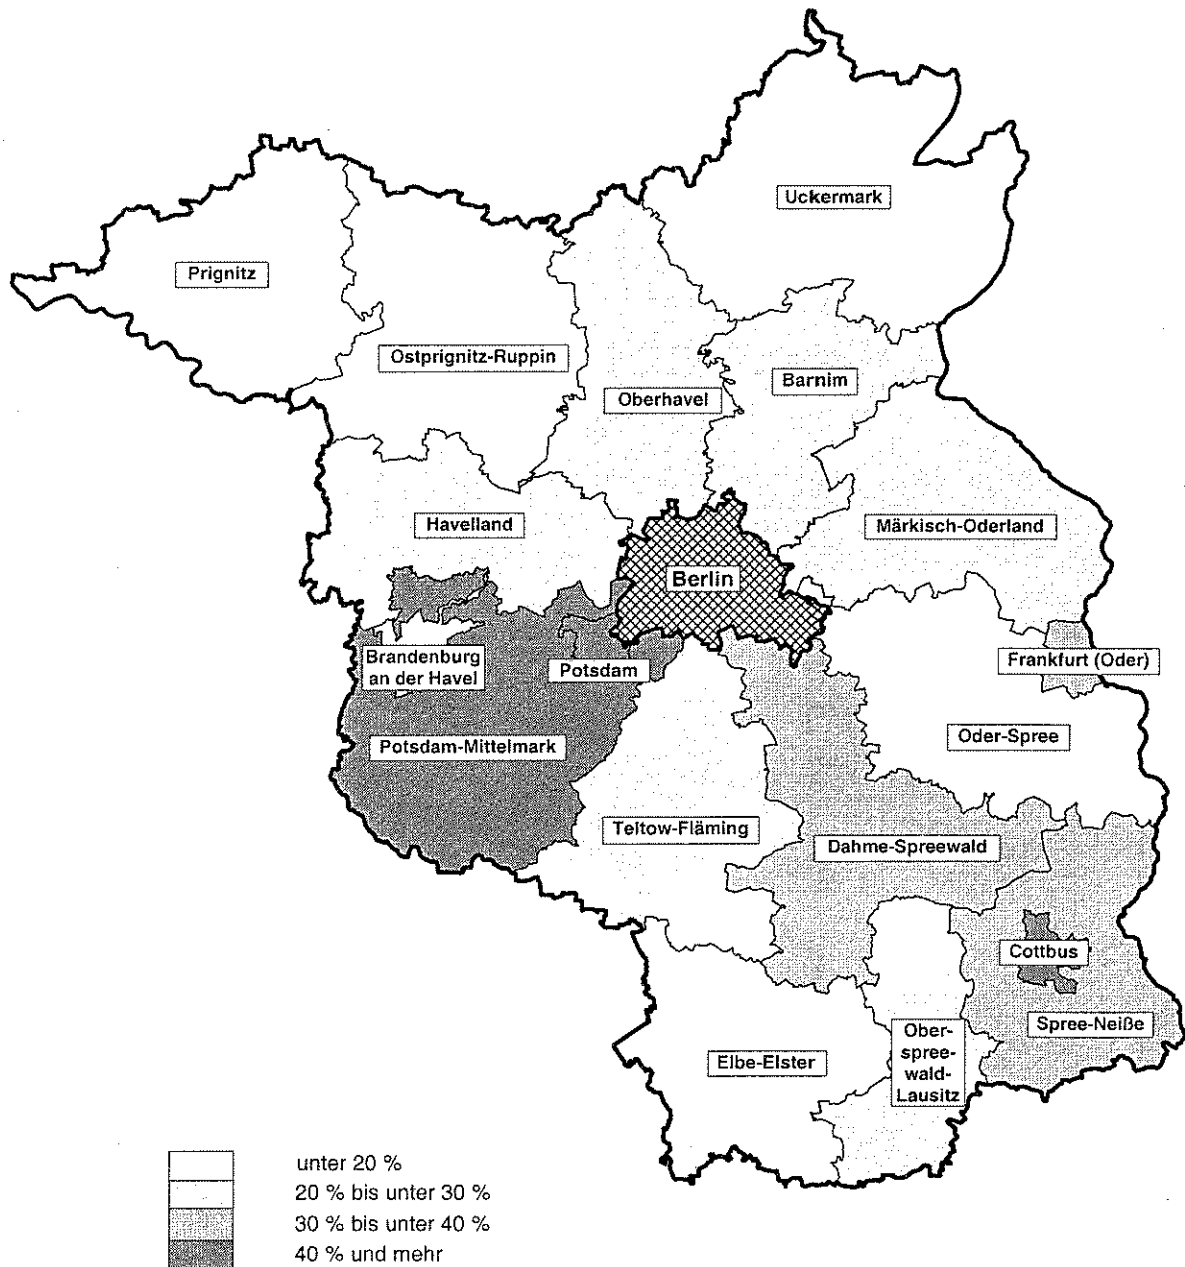 Uckermark
Prignitz
Ostprignitz-Ruppin
Oberhavel
Barnim
Havelland
Märkisch-Oderland
Berlin
Brandenburg
an der Havel
Potsdam
Frankfurt (Oder)
Potsdam-Mittelmark
Oder-Spree
Teltow-Fläming
Dahme-Spreewald
Cottbus
Spree-Neiße
Elbe-Elster
Ober-
spree-
wald-
Lausitz
unter 20 %
20 % bis unter 30 %
30 % bis unter 40 %
40 % und mehr